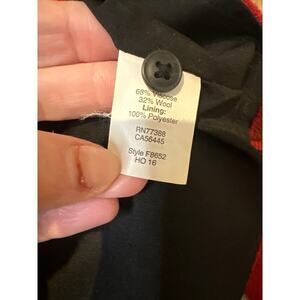 68% Viscose
32% Wool
Lining:
100% Polyester
RN77388
CA56445
Style F8652
HO 16